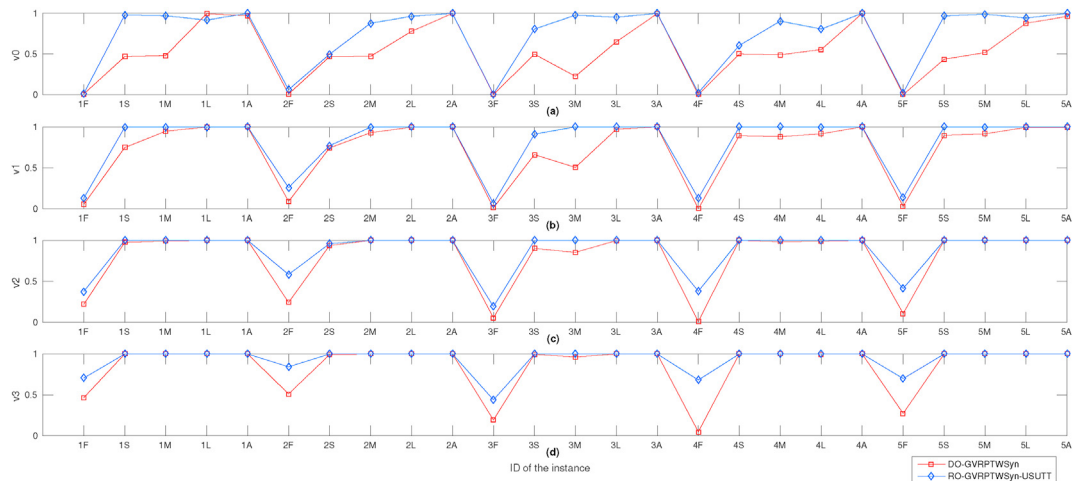 1
v0
0.5
0
1F 1S 1M 1L 1A 2F 2S 2M 2L 2A 3F 3S 3M 3L 3A 4F 4S 4M 4L 4A 5F 5S 5M 5L 5A
(a)
1
v1
0.5
0
1F 1S 1M 1L 1A 2F 2S 2M 2L 2A 3F 3S 3M 3L 3A 4F 4S 4M 4L 4A 5F 5S 5M 5L 5A
(b)
1
v2
0.5
0
1F 1S 1M 1L 1A 2F 2S 2M 2L 2A 3F 3S 3M 3L 3A 4F 4S 4M 4L 4A 5F 5S 5M 5L 5A
(c)
1
v3
0.5
0
1F 1S 1M 1L 1A 2F 2S 2M 2L 2A 3F 3S 3M 3L 3A 4F 4S 4M 4L 4A 5F 5S 5M 5L 5A
(d)
ID of the instance
DO-GVRPTWSyn
RO-GVRPTWSyn-USUTT